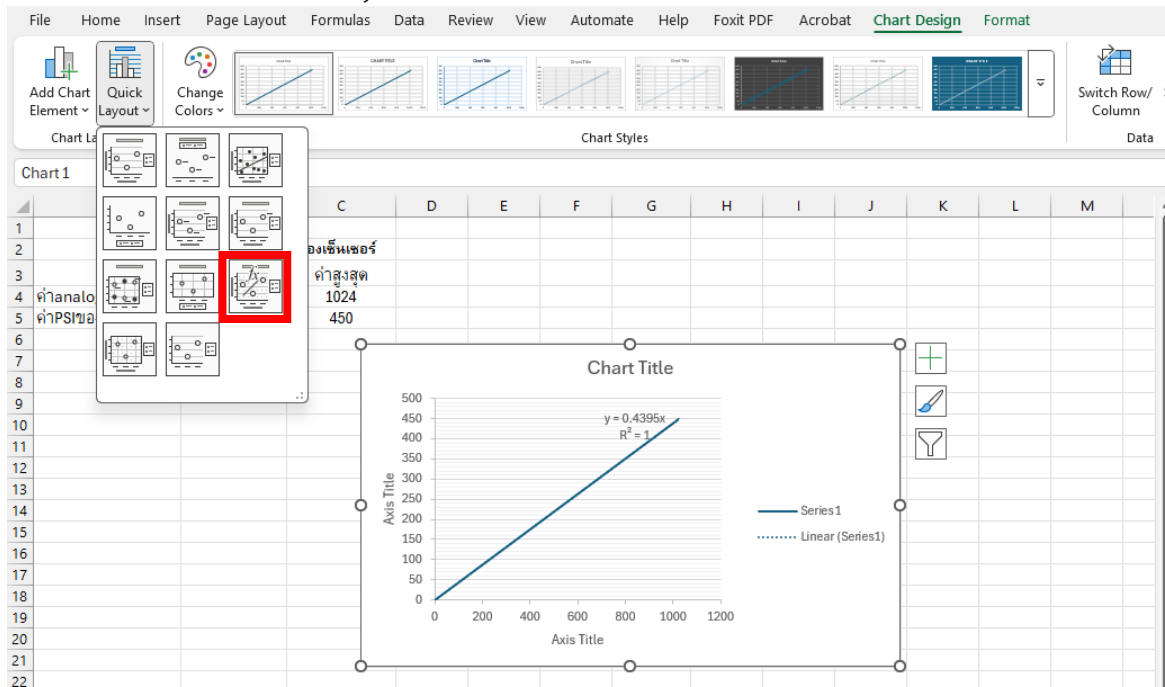 File Home Insert Page Layout Formulas Data Review View Automate Help Foxit PDF Acrobat Chart Design Format
Add Chart Element
Quick Layout
Change Colors
Switch Row/
Column
Chart La
Chart Styles
Data
Chart 1
C D E F G H I J K L M
1
2 องเซ็นเซอร์
3 ค่าสูงสุด
4 ค่าanalo 1024
5 ค่าPSIของ 450
6
7
8
9
10
11
12
13
14
15
16
17
18
19
20
21
22
Chart Title
500
450
400
350
300
250
200
150
100
50
0
y = 0.4395x
R² = 1
Axis Title
Series1
Linear (Series1)
0 200 400 600 800 1000 1200
Axis Title